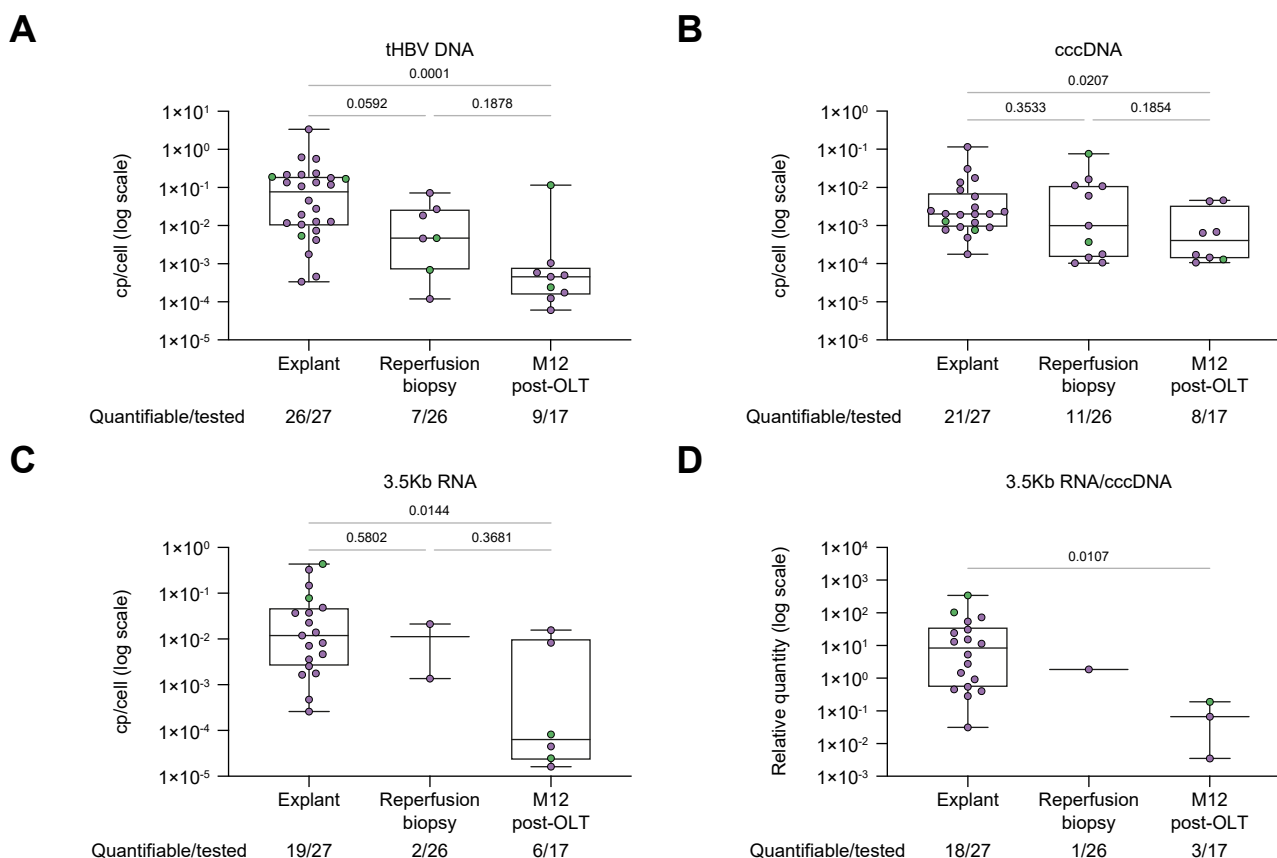 A
tHBV DNA
0.0001
0.0592 0.1878
cp/cell (log scale)
1×10¹
1×10⁰
1×10⁻¹
1×10⁻²
1×10⁻³
1×10⁻⁴
1×10⁻⁵
Explant Reperfusion biopsy M12 post-OLT
Quantifiable/tested 26/27 7/26 9/17
B
cccDNA
0.0207
0.3533 0.1854
cp/cell (log scale)
1×10⁰
1×10⁻¹
1×10⁻²
1×10⁻³
1×10⁻⁴
1×10⁻⁵
1×10⁻⁶
Explant Reperfusion biopsy M12 post-OLT
Quantifiable/tested 21/27 11/26 8/17
C
3.5Kb RNA
0.0144
0.5802 0.3681
cp/cell (log scale)
1×10⁰
1×10⁻¹
1×10⁻²
1×10⁻³
1×10⁻⁴
1×10⁻⁵
Explant Reperfusion biopsy M12 post-OLT
Quantifiable/tested 19/27 2/26 6/17
D
3.5Kb RNA/cccDNA
0.0107
Relative quantity (log scale)
1×10⁴
1×10³
1×10²
1×10¹
1×10⁰
1×10⁻¹
1×10⁻²
1×10⁻³
Explant Reperfusion biopsy M12 post-OLT
Quantifiable/tested 18/27 1/26 3/17